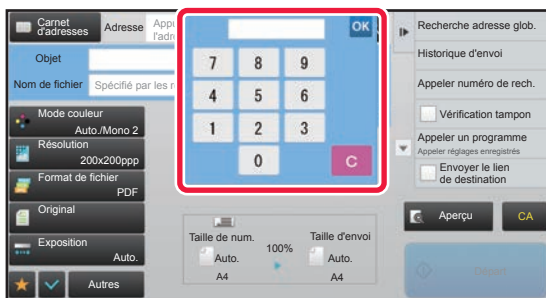 Carnet
d'adresses
Adresse
Objet
Nom de fichier
Spécifié par les
Mode couleur
Auto./Mono 2
Résolution
200x200ppp
Format de fichier
PDF
Original
Exposition
Auto.
Autres
OK
7 8 9
4 5 6
1 2 3
0 C
Taille de num.
100%
Taille d'envoi
Auto.
Auto.
A4
A4
Recherche adresse glob.
Historique d'envoi
Appeler numéro de rech.
Vérification tampon
Appeler un programme
Appeler réglages enregistrés
Envoyer le lien
de destination
Aperçu
CA
Départ